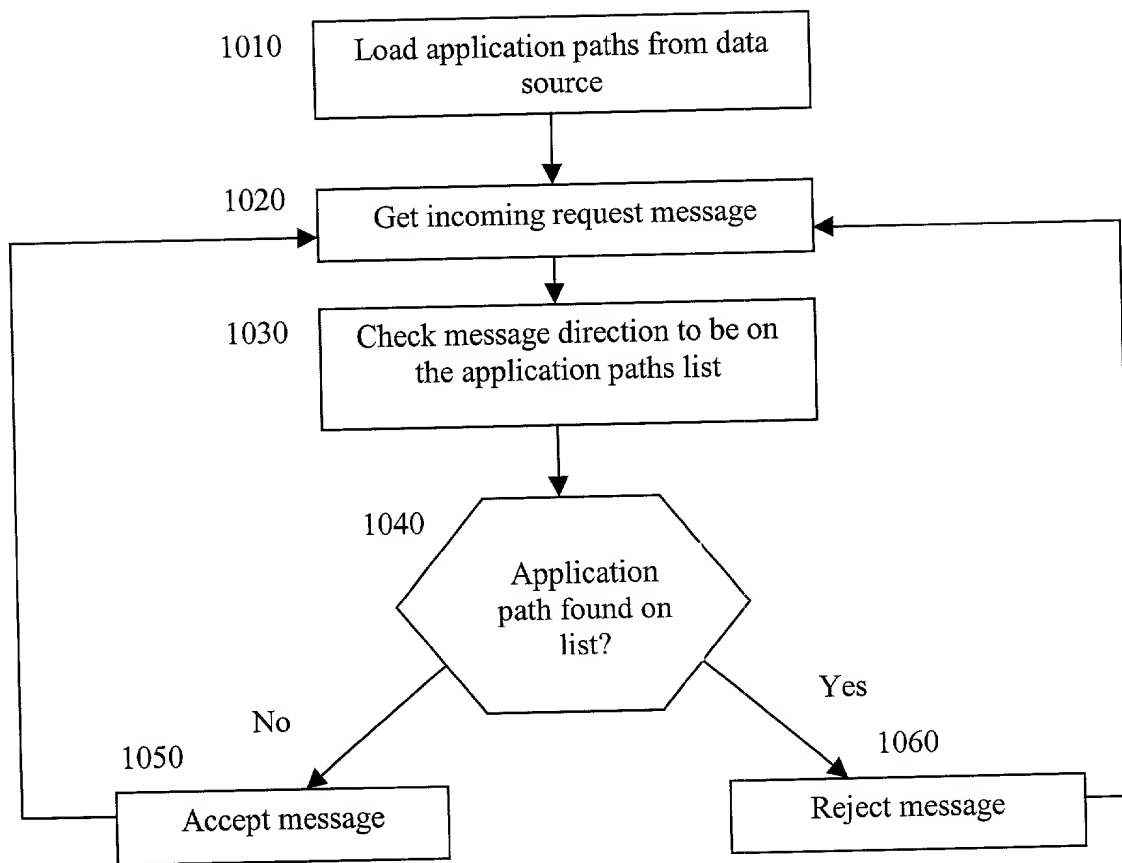 1010
Load application paths from data
source
1020
Get incoming request message
1030
Check message direction to be on
the application paths list
1040
Application
path found on
list?
No
Yes
1050
Accept message
1060
Reject message